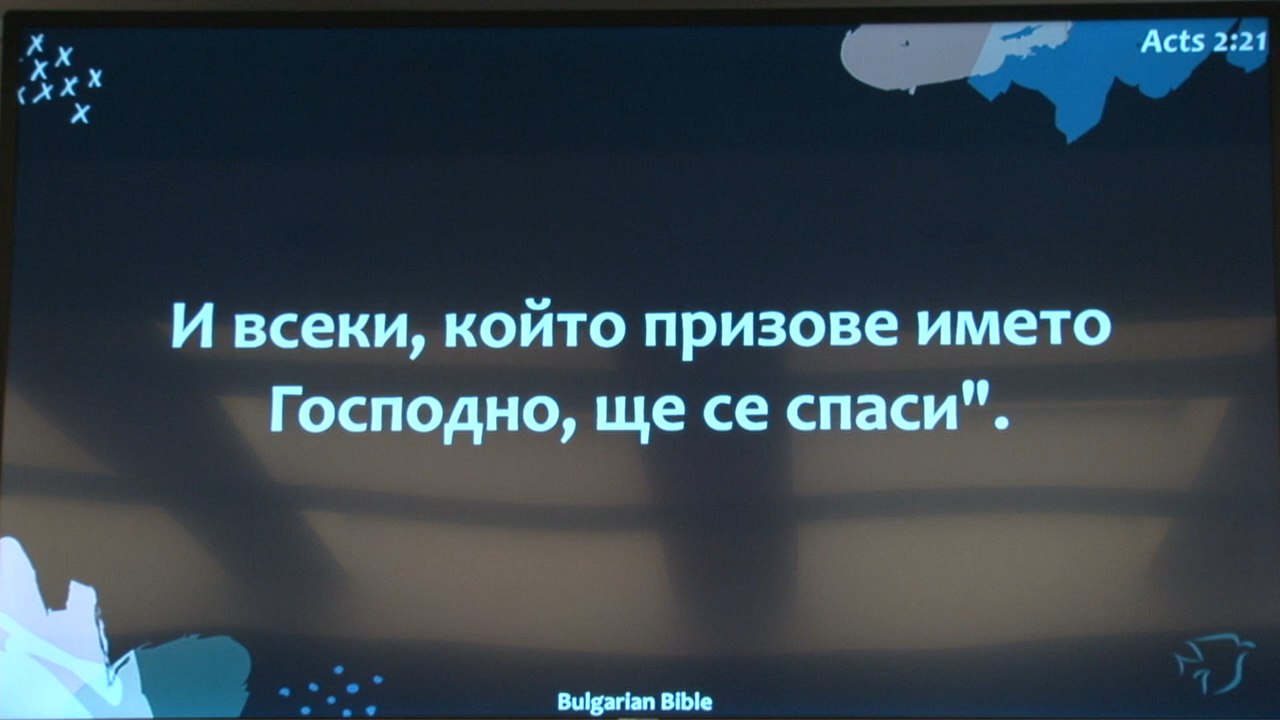 Acts 2:21
И всеки, който призове името
Господно, ще се спаси".
Bulgarian Bible